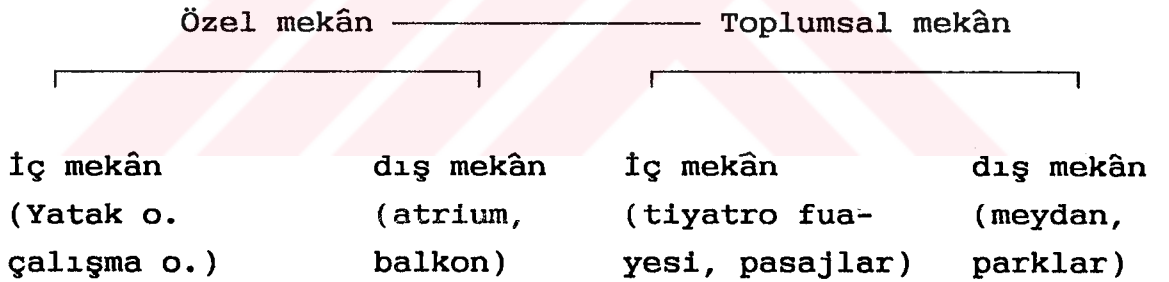 Özel mekân Toplumsal mekân
İç mekân dış mekân İç mekân dış mekân
(Yatak o. (atrium, (tiyatro fua- (meydan,
çalışma o.) balkon) yesi, pasajlar) parklar)